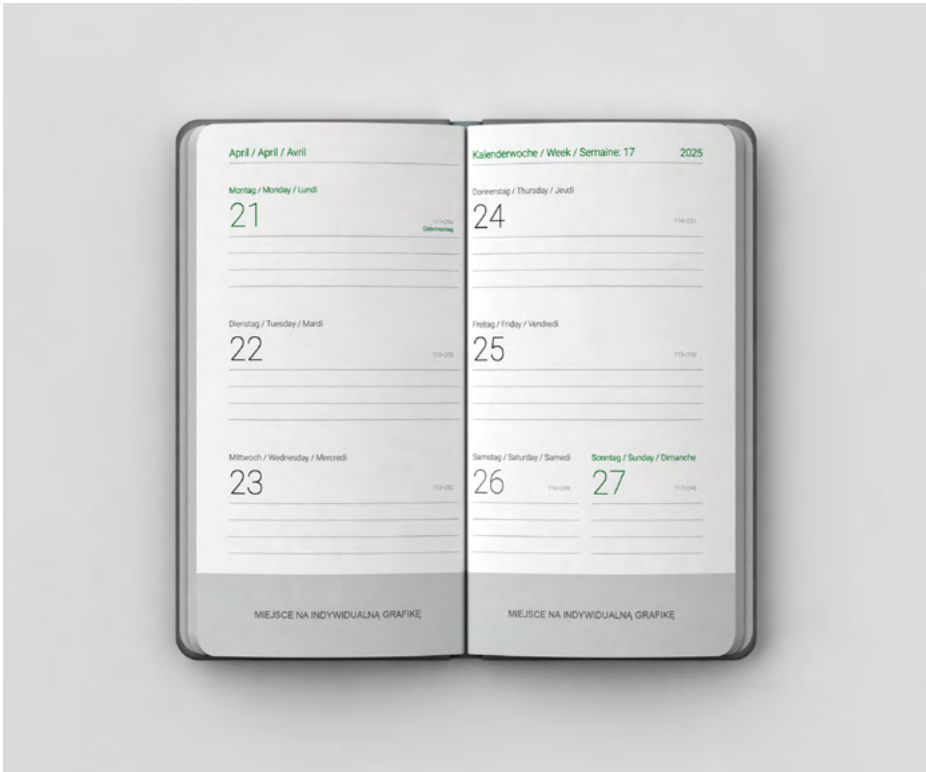 April / April / Avril
Montag / Monday / Lundi
21
Ostermontag
Dienstag / Tuesday / Mardi
22
Mittwoch / Wednesday / Mercredi
23
MIEJSCE NA INDYWIDUALNĄ GRAFIKĘ
Kalenderwoche / Week / Semaine: 17 2025
Donnerstag / Thursday / Jeudi
24
Freitag / Friday / Vendredi
25
Samstag / Saturday / Samedi
26
Sonntag / Sunday / Dimanche
27
MIEJSCE NA INDYWIDUALNĄ GRAFIKĘ